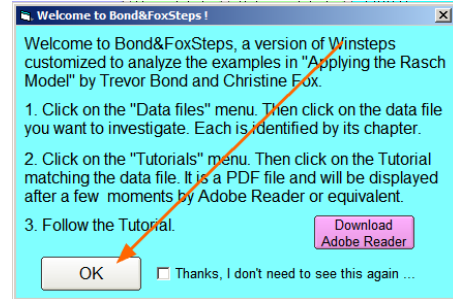 Welcome to Bond&FoxSteps !
Welcome to Bond&FoxSteps, a version of Winsteps
customized to analyze the examples in "Applying the Rasch
Model" by Trevor Bond and Christine Fox.
1. Click on the "Data files" menu. Then click on the data file
you want to investigate. Each is identified by its chapter.
2. Click on the "Tutorials" menu. Then click on the Tutorial
matching the data file. It is a PDF file and will be displayed
after a few moments by Adobe Reader or equivalent.
3. Follow the Tutorial.
Download
Adobe Reader
OK
Thanks, I don't need to see this again ...